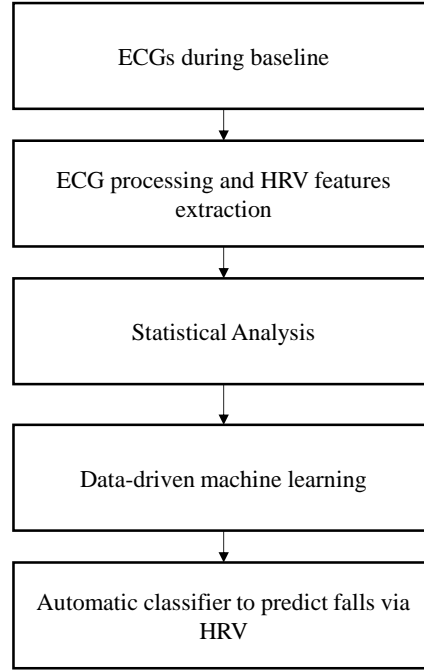 ECGs during baseline
ECG processing and HRV features
extraction
Statistical Analysis
Data-driven machine learning
Automatic classifier to predict falls via
HRV